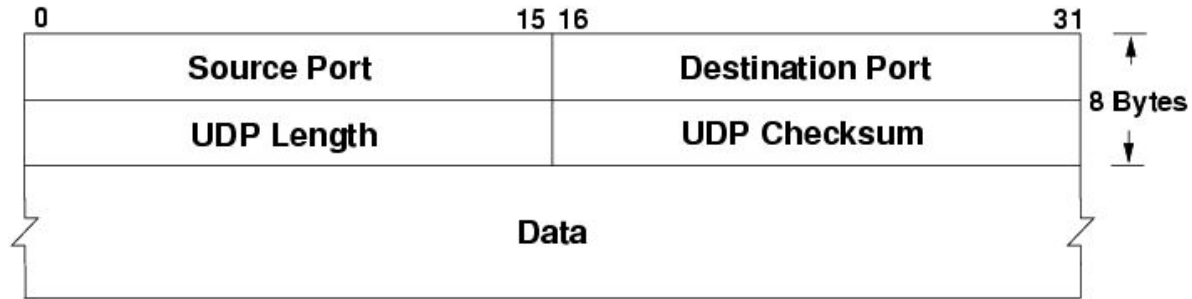 0 15 16 31
Source Port Destination Port
8 Bytes
UDP Length UDP Checksum
Data